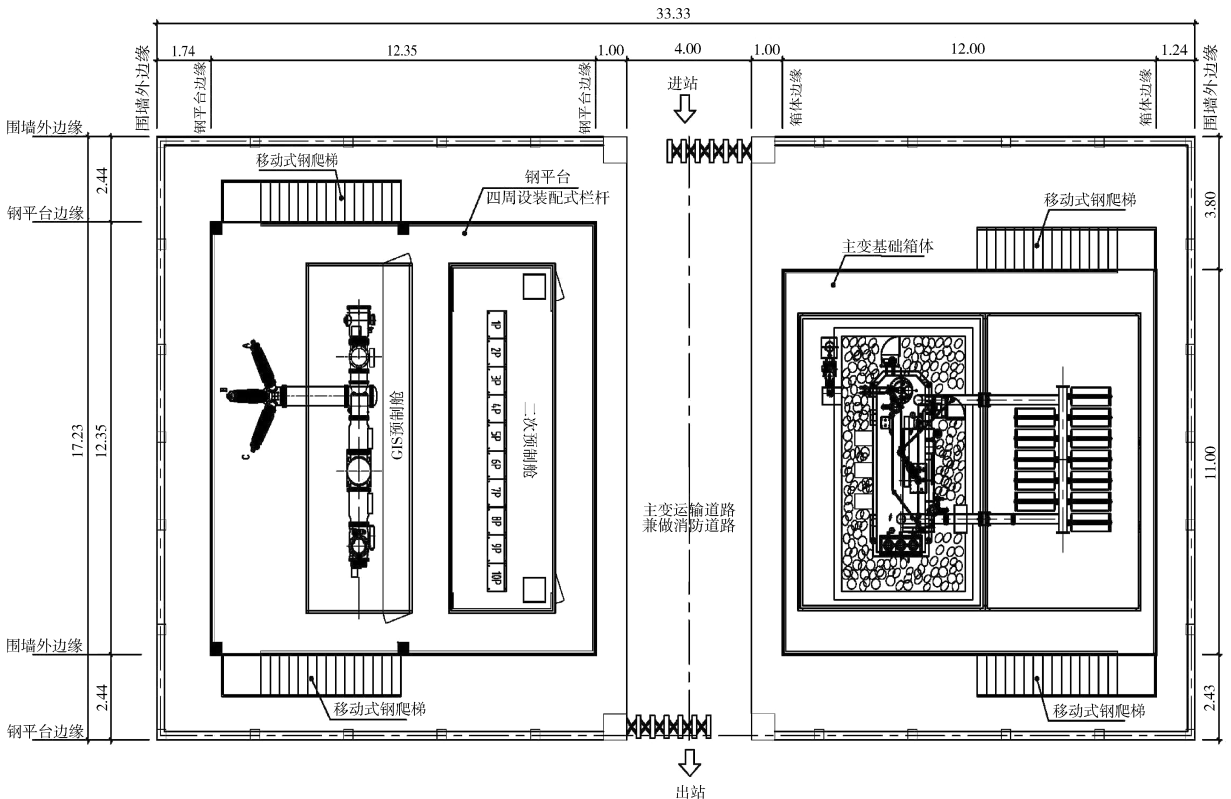 33.33
1.74
12.35
1.00
4.00
1.00
12.00
1.24
围墙外边缘
钢平台边缘
钢平台边缘
进站
箱体边缘
箱体边缘
围墙外边缘
围墙外边缘
2.44
钢平台边缘
移动式钢爬梯
钢平台
四周设装配式栏杆
移动式钢爬梯
3.80
主变基础箱体
A
B
C
GIS预制舱
1P
2P
3P
4P
5P
6P
7P
8P
9P
10P
二次预制舱
17.23
12.35
主变运输道路
兼做消防道路
11.00
围墙外边缘
2.44
钢平台边缘
移动式钢爬梯
移动式钢爬梯
2.43
出站